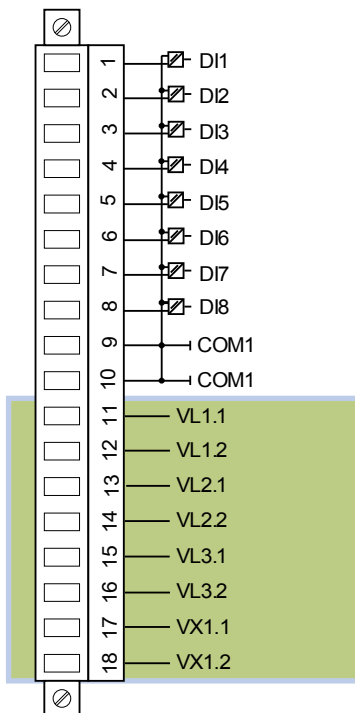 1 DI1
2 DI2
3 DI3
4 DI4
5 DI5
6 DI6
7 DI7
8 DI8
9 COM1
10 COM1
11 VL1.1
12 VL1.2
13 VL2.1
14 VL2.2
15 VL3.1
16 VL3.2
17 VX1.1
18 VX1.2